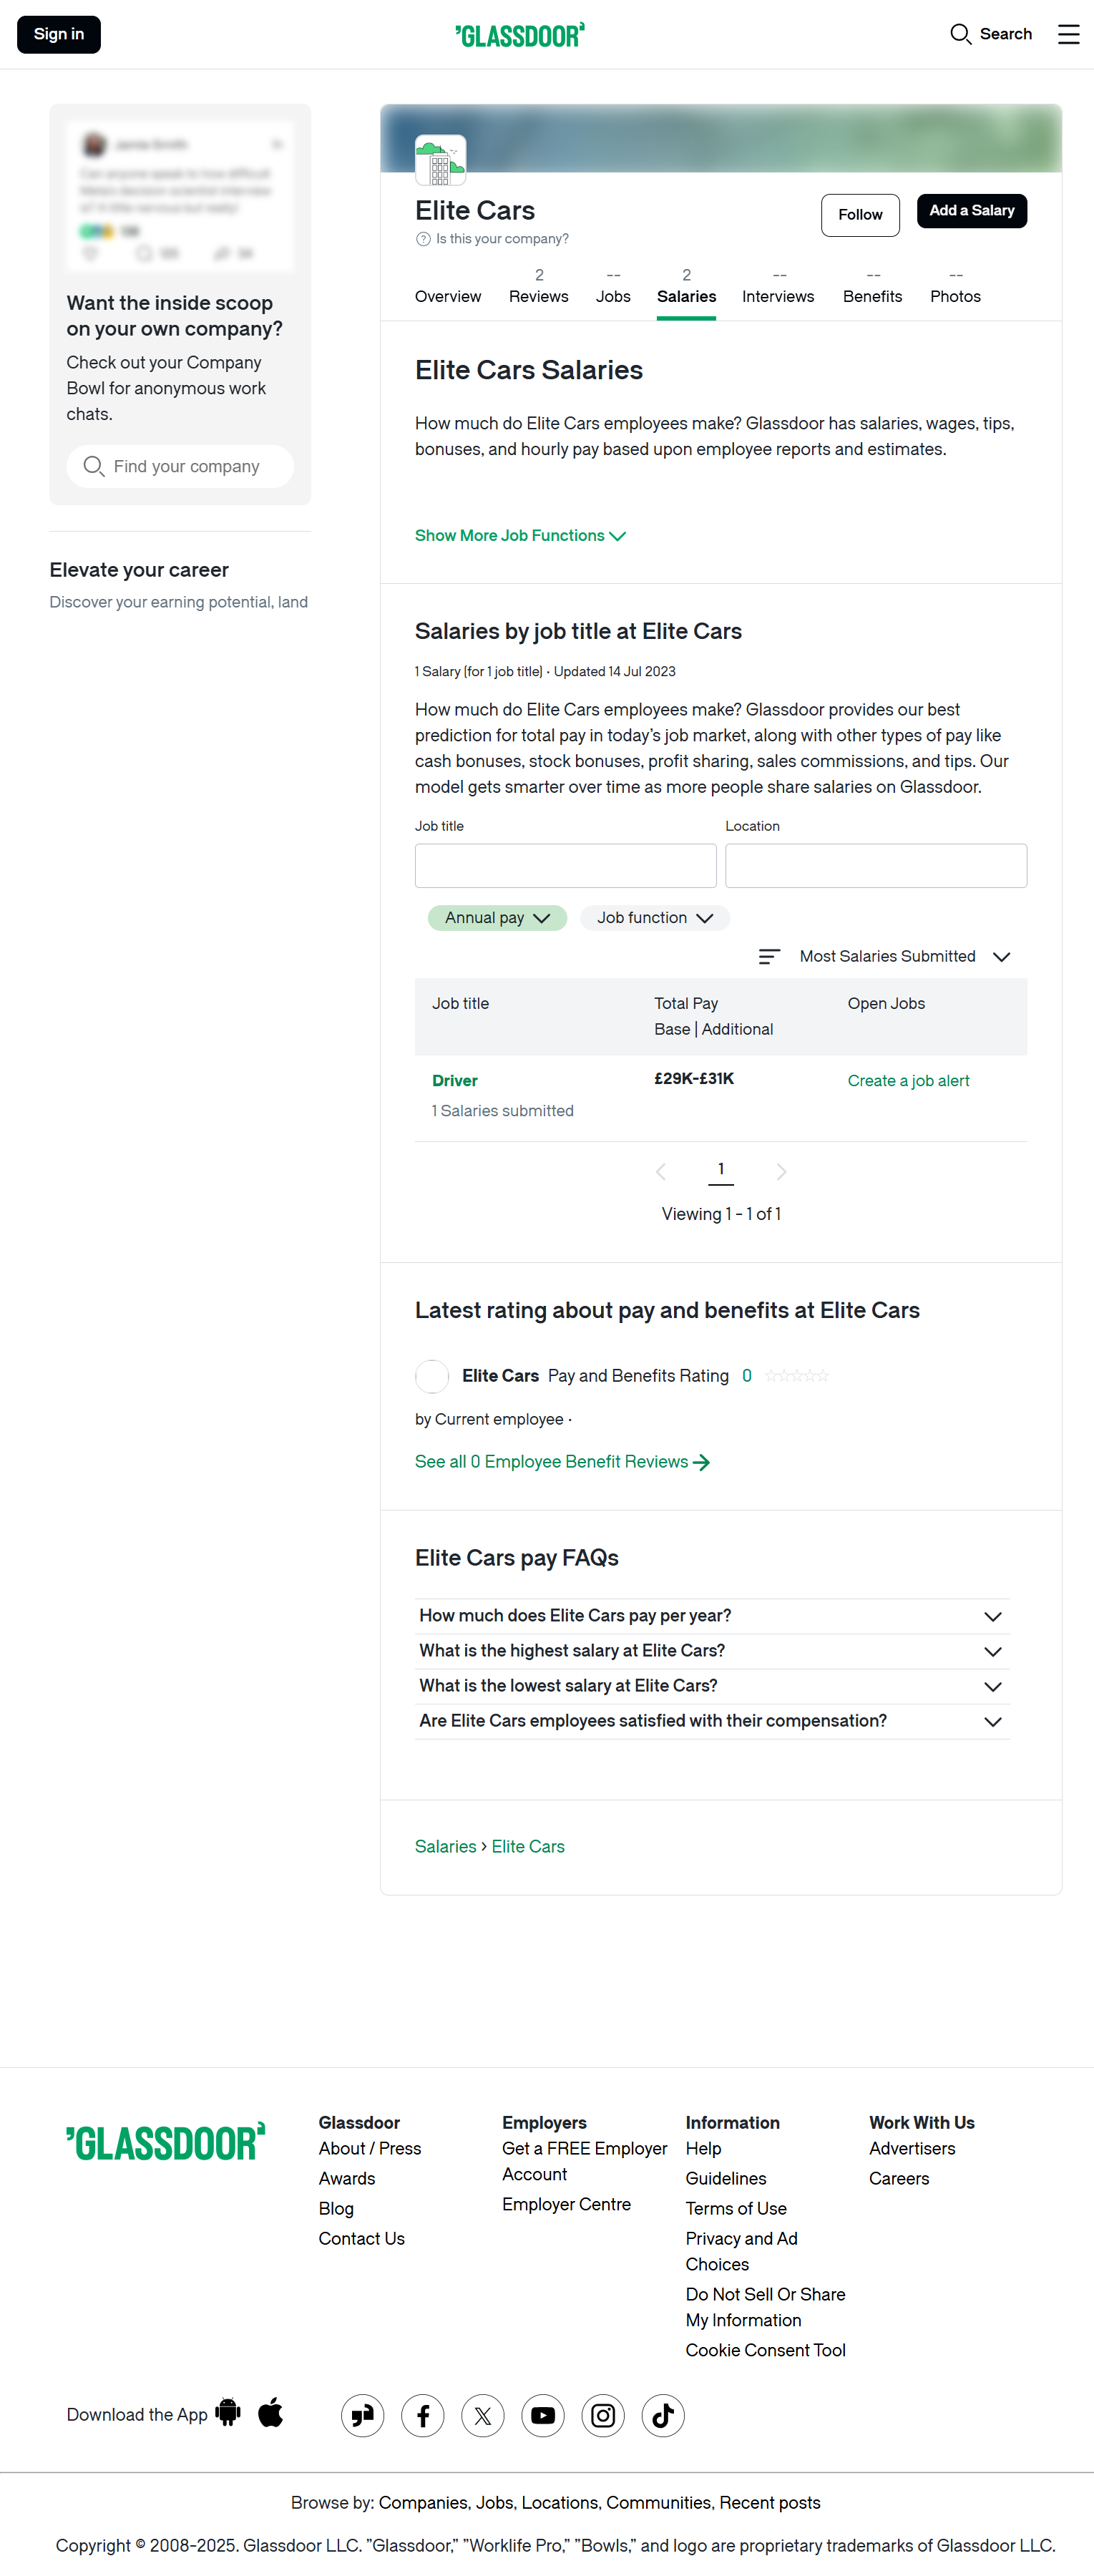 Sign in
GLASSDOOR
Search
Want the inside scoop
on your own company?
Check out your Company
Bowl for anonymous work
chats.
Find your company
Elevate your career
Discover your earning potential, land
Elite Cars
Is this your company?
Follow
Add a Salary
Overview
2
Reviews
--
Jobs
2
Salaries
--
Interviews
--
Benefits
--
Photos
Elite Cars Salaries
How much do Elite Cars employees make? Glassdoor has salaries, wages, tips,
bonuses, and hourly pay based upon employee reports and estimates.
Show More Job Functions
Salaries by job title at Elite Cars
1 Salary (for 1 job title) • Updated 14 Jul 2023
How much do Elite Cars employees make? Glassdoor provides our best
prediction for total pay in today’s job market, along with other types of pay like
cash bonuses, stock bonuses, profit sharing, sales commissions, and tips. Our
model gets smarter over time as more people share salaries on Glassdoor.
Job title
Location
Annual pay
Job function
Most Salaries Submitted
Job title
Total Pay
Base | Additional
Open Jobs
Driver
1 Salaries submitted
£29K-£31K
Create a job alert
1
Viewing 1 - 1 of 1
Latest rating about pay and benefits at Elite Cars
Elite Cars Pay and Benefits Rating 0
by Current employee ·
See all 0 Employee Benefit Reviews
Elite Cars pay FAQs
How much does Elite Cars pay per year?
What is the highest salary at Elite Cars?
What is the lowest salary at Elite Cars?
Are Elite Cars employees satisfied with their compensation?
Salaries › Elite Cars
GLASSDOOR
Glassdoor
About / Press
Awards
Blog
Contact Us
Employers
Get a FREE Employer
Account
Employer Centre
Information
Help
Guidelines
Terms of Use
Privacy and Ad
Choices
Do Not Sell Or Share
My Information
Cookie Consent Tool
Work With Us
Advertisers
Careers
Download the App
Browse by: Companies, Jobs, Locations, Communities, Recent posts
Copyright © 2008-2025. Glassdoor LLC. ”Glassdoor,” ”Worklife Pro,” ”Bowls,” and logo are proprietary trademarks of Glassdoor LLC.